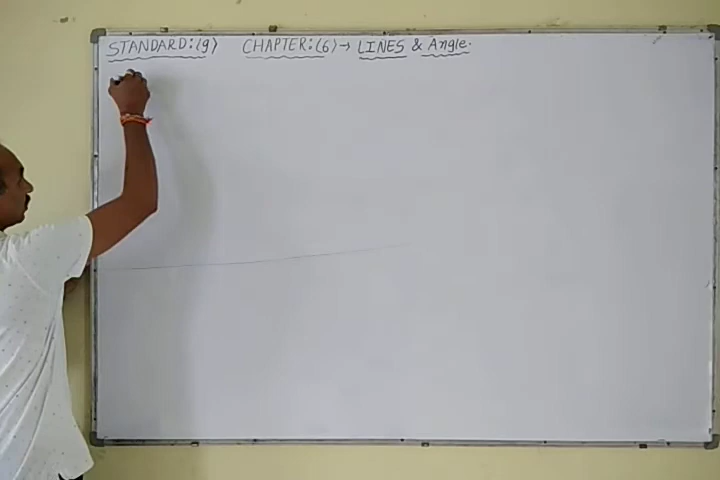 STANDARD:(9) CHAPTER:(6)→ LINES & Angle.